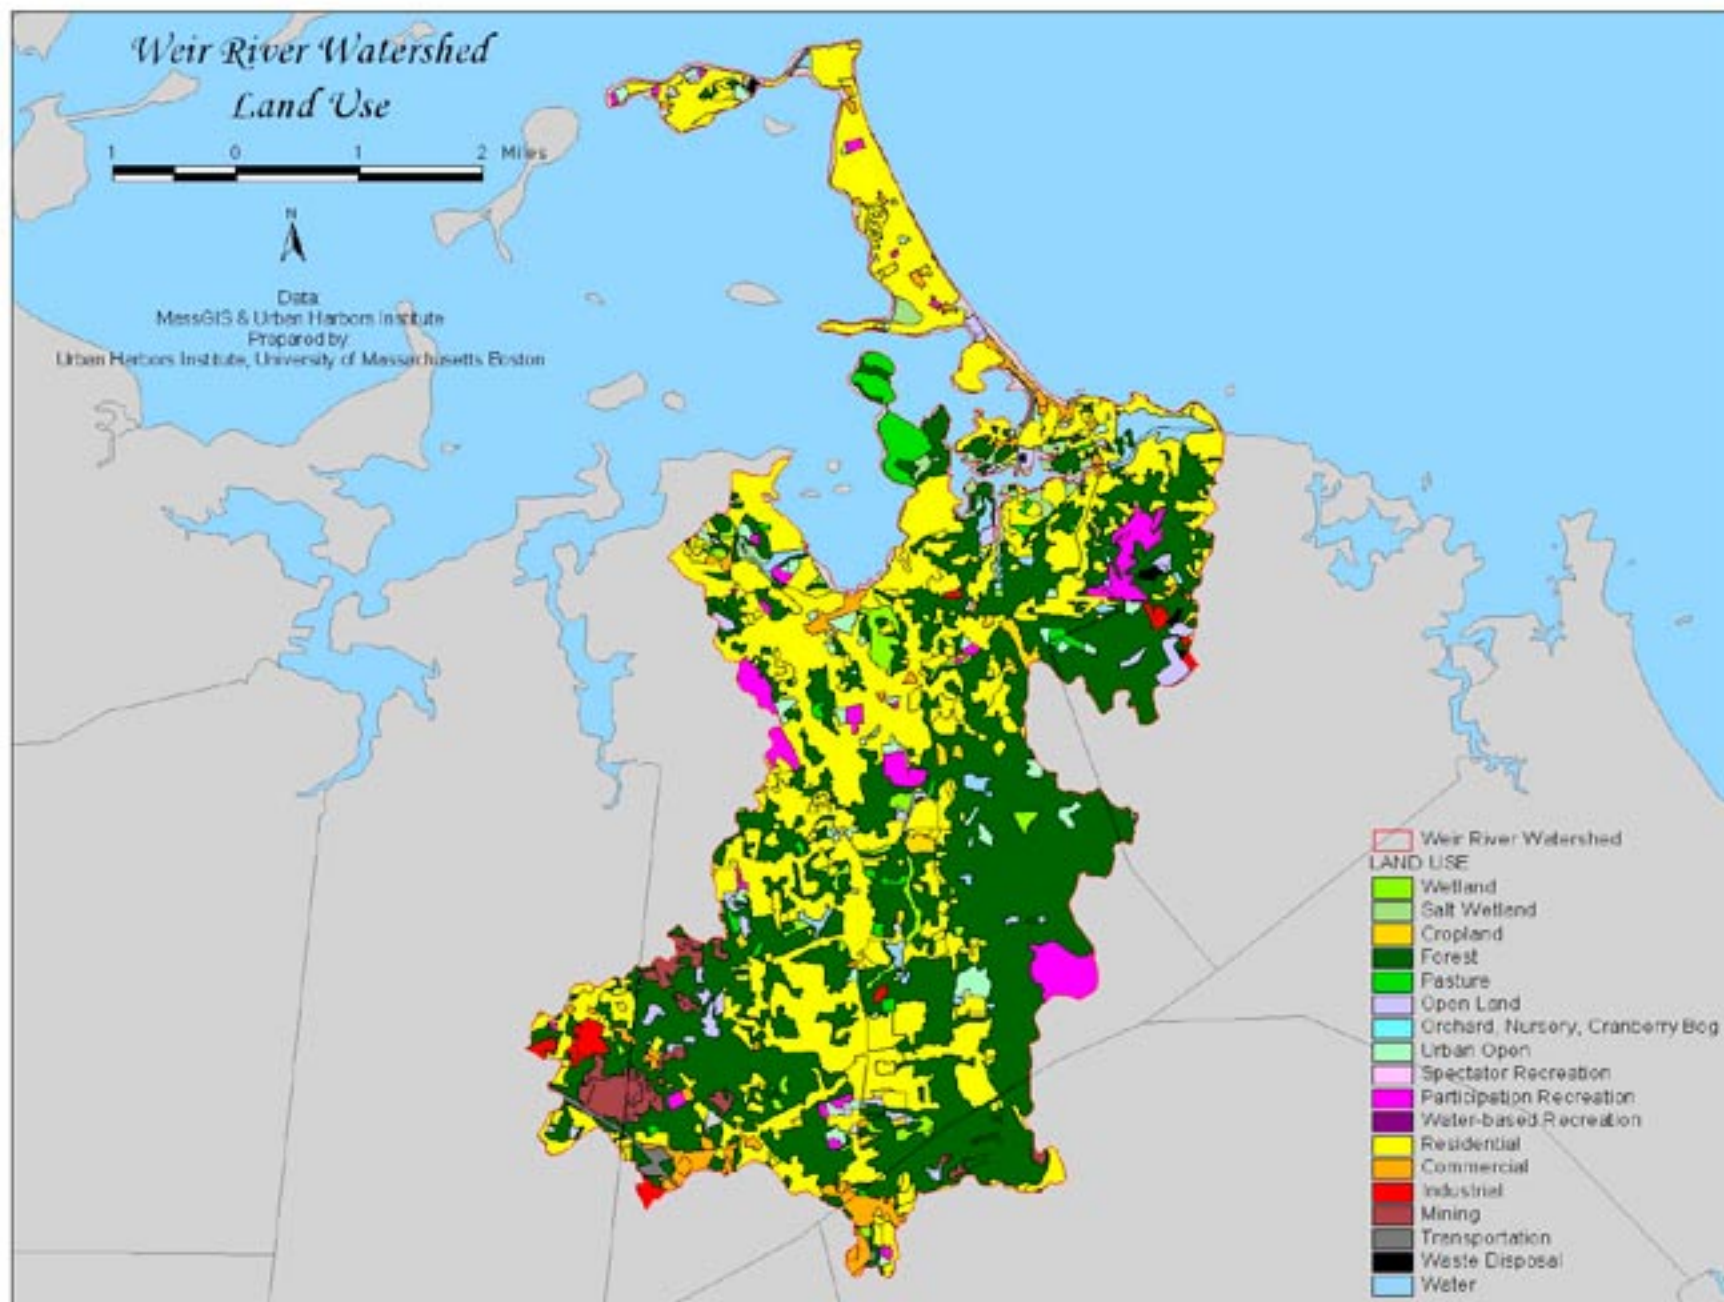 Weir River Watershed
Land Use
1 0 1 2 Miles
N
Data:
MassGIS & Urban Harbors Institute
Prepared by:
Urban Harbors Institute, University of Massachusetts Boston
Weir River Watershed
LAND USE
Wetland
Salt Wetland
Cropland
Forest
Pasture
Open Land
Orchard, Nursery, Cranberry Bog
Urban Open
Spectator Recreation
Participation Recreation
Water-based Recreation
Residential
Commercial
Industrial
Mining
Transportation
Waste Disposal
Water